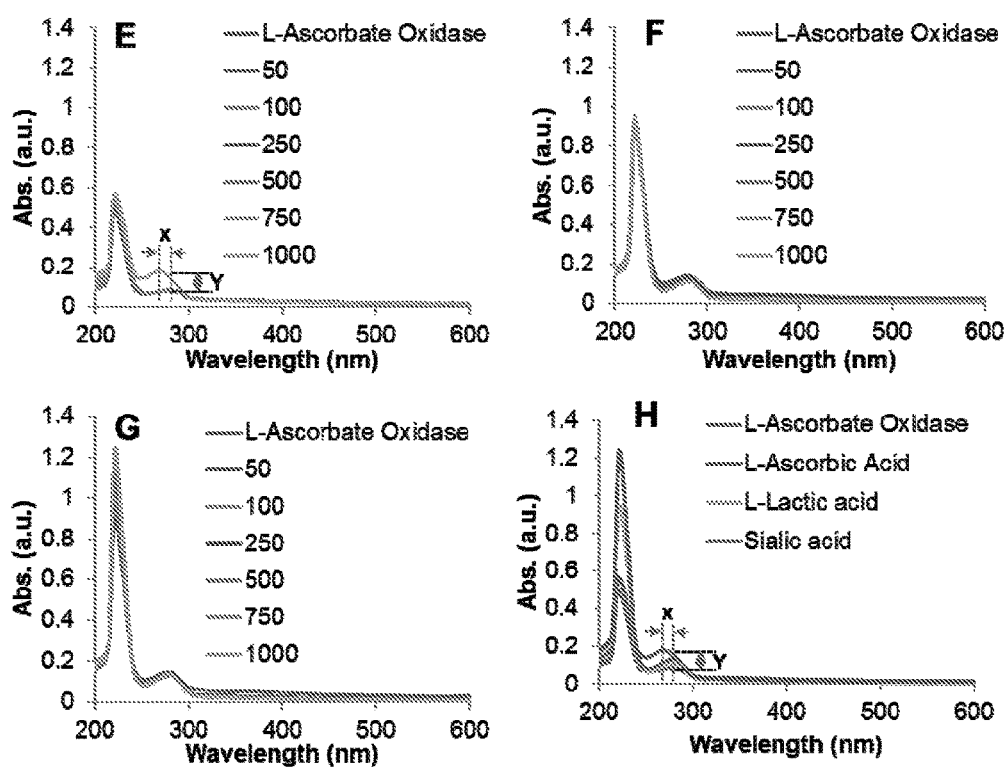 E
1.4
1.2
1
0.8
0.6
0.4
0.2
0
Abs. (a.u.)
L-Ascorbate Oxidase
50
100
250
500
750
1000
X
Y
200 300 400 500 600
Wavelength (nm)
F
1.4
1.2
1
0.8
0.6
0.4
0.2
0
Abs. (a.u.)
L-Ascorbate Oxidase
50
100
250
500
750
1000
200 300 400 500 600
Wavelength (nm)
G
1.4
1.2
1
0.8
0.6
0.4
0.2
0
Abs. (a.u.)
L-Ascorbate Oxidase
50
100
250
500
750
1000
200 300 400 500 600
Wavelength (nm)
H
1.4
1.2
1
0.8
0.6
0.4
0.2
0
Abs. (a.u.)
L-Ascorbate Oxidase
L-Ascorbic Acid
L-Lactic acid
Sialic acid
X
Y
200 300 400 500 600
Wavelength (nm)